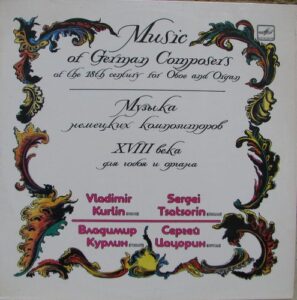 Music
of German Composers
of the 18th century for Oboe and Organ
Музыка
немецких композиторов
XVIII века
для гобоя и органа
Vladimir
Kurlin
Sergei
Tsatsorin
Владимир
Курлин
Сергей
Цацорин